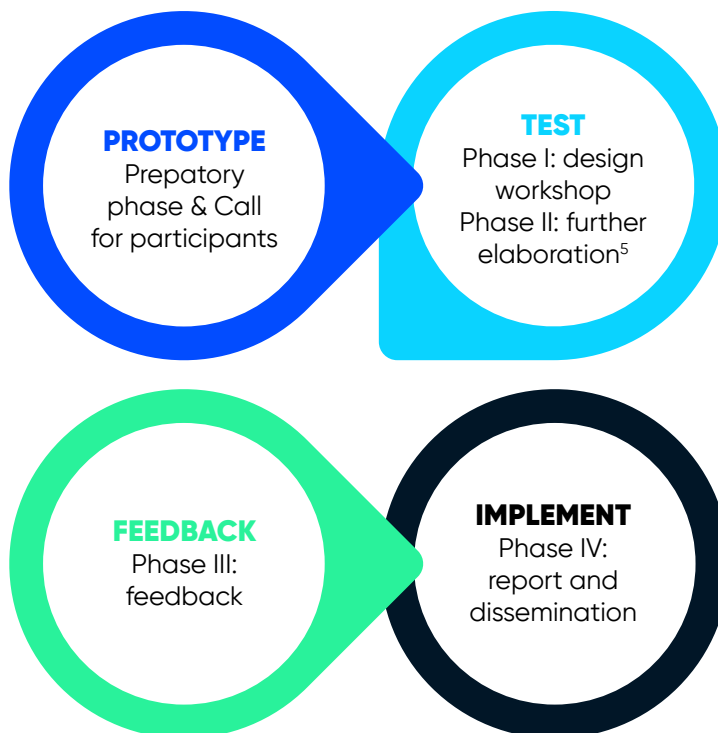 PROTOTYPE
Prepatory
phase & Call
for participants
TEST
Phase I: design
workshop
Phase II: further
elaboration⁵
FEEDBACK
Phase III:
feedback
IMPLEMENT
Phase IV:
report and
dissemination